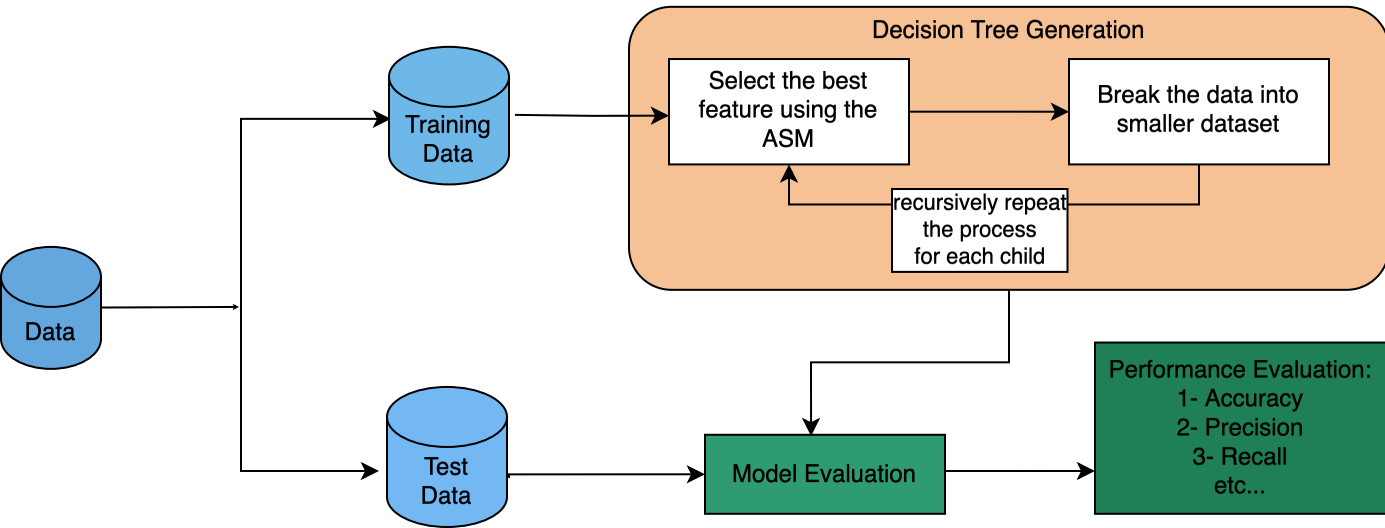 Decision Tree Generation
Select the best
feature using the
ASM
Break the data into
smaller dataset
recursively repeat
the process
for each child
Training
Data
Data
Test
Data
Model Evaluation
Performance Evaluation:
1- Accuracy
2- Precision
3- Recall
etc...